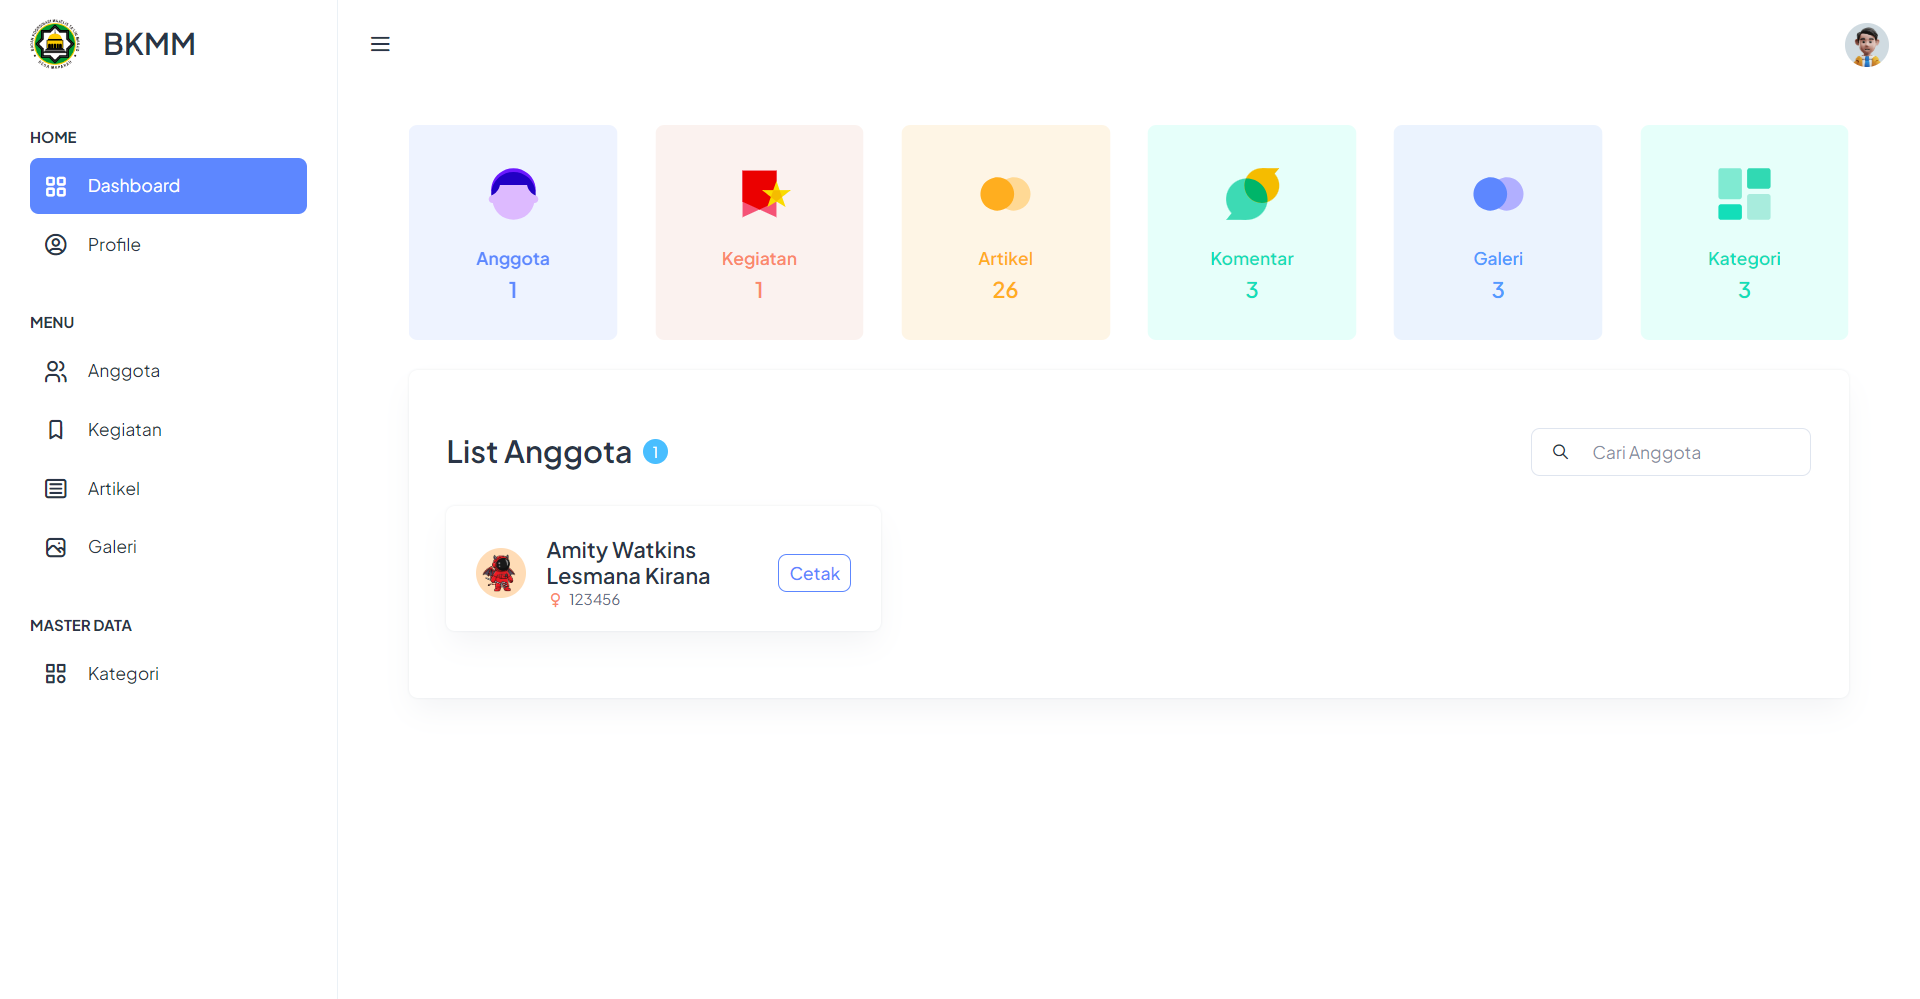 BKMM
HOME
Dashboard
Profile
MENU
Anggota
Kegiatan
Artikel
Galeri
MASTER DATA
Kategori
Anggota
1
Kegiatan
1
Artikel
26
Komentar
3
Galeri
3
Kategori
3
List Anggota 1
Cari Anggota
Amity Watkins
Lesmana Kirana
123456
Cetak